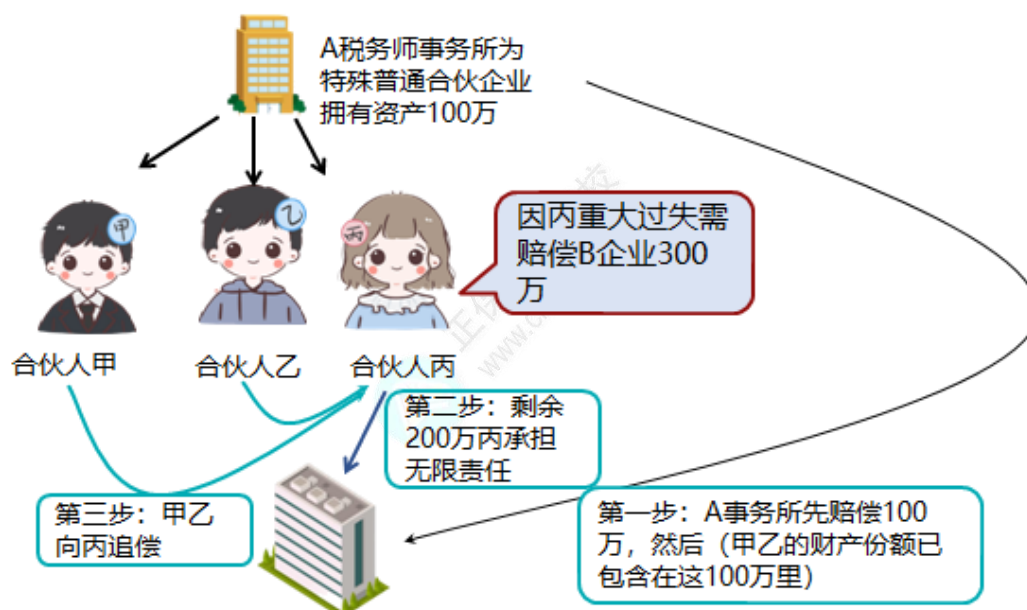 A税务师事务所为
特殊普通合伙企业
拥有资产100万
甲
乙
丙
因丙重大过失需
赔偿B企业300
万
合伙人甲
合伙人乙
合伙人丙
第二步：剩余
200万丙承担
无限责任
第三步：甲乙
向丙追偿
第一步：A事务所先赔偿100
万，然后（甲乙的财产份额已
包含在这100万里）